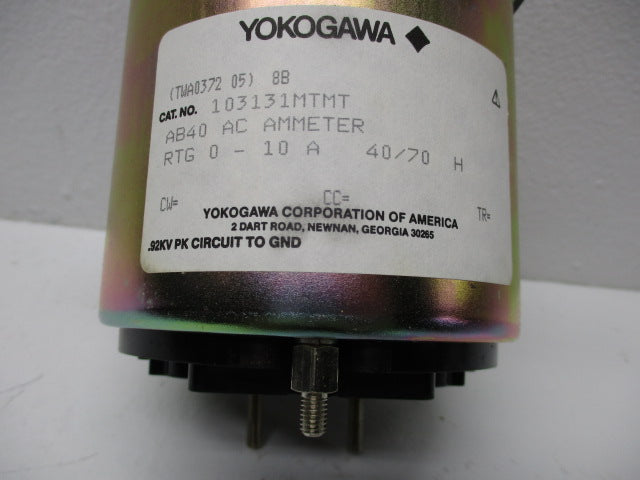 YOKOGAWA
(TWA0372 05) 8B
CAT. NO. 103131MTMT
AB40 AC AMMETER
RTG 0 - 10 A 40/70 H
CW= CC= TR=
YOKOGAWA CORPORATION OF AMERICA
2 DART ROAD, NEWNAN, GEORGIA 30265
.92KV PK CIRCUIT TO GND